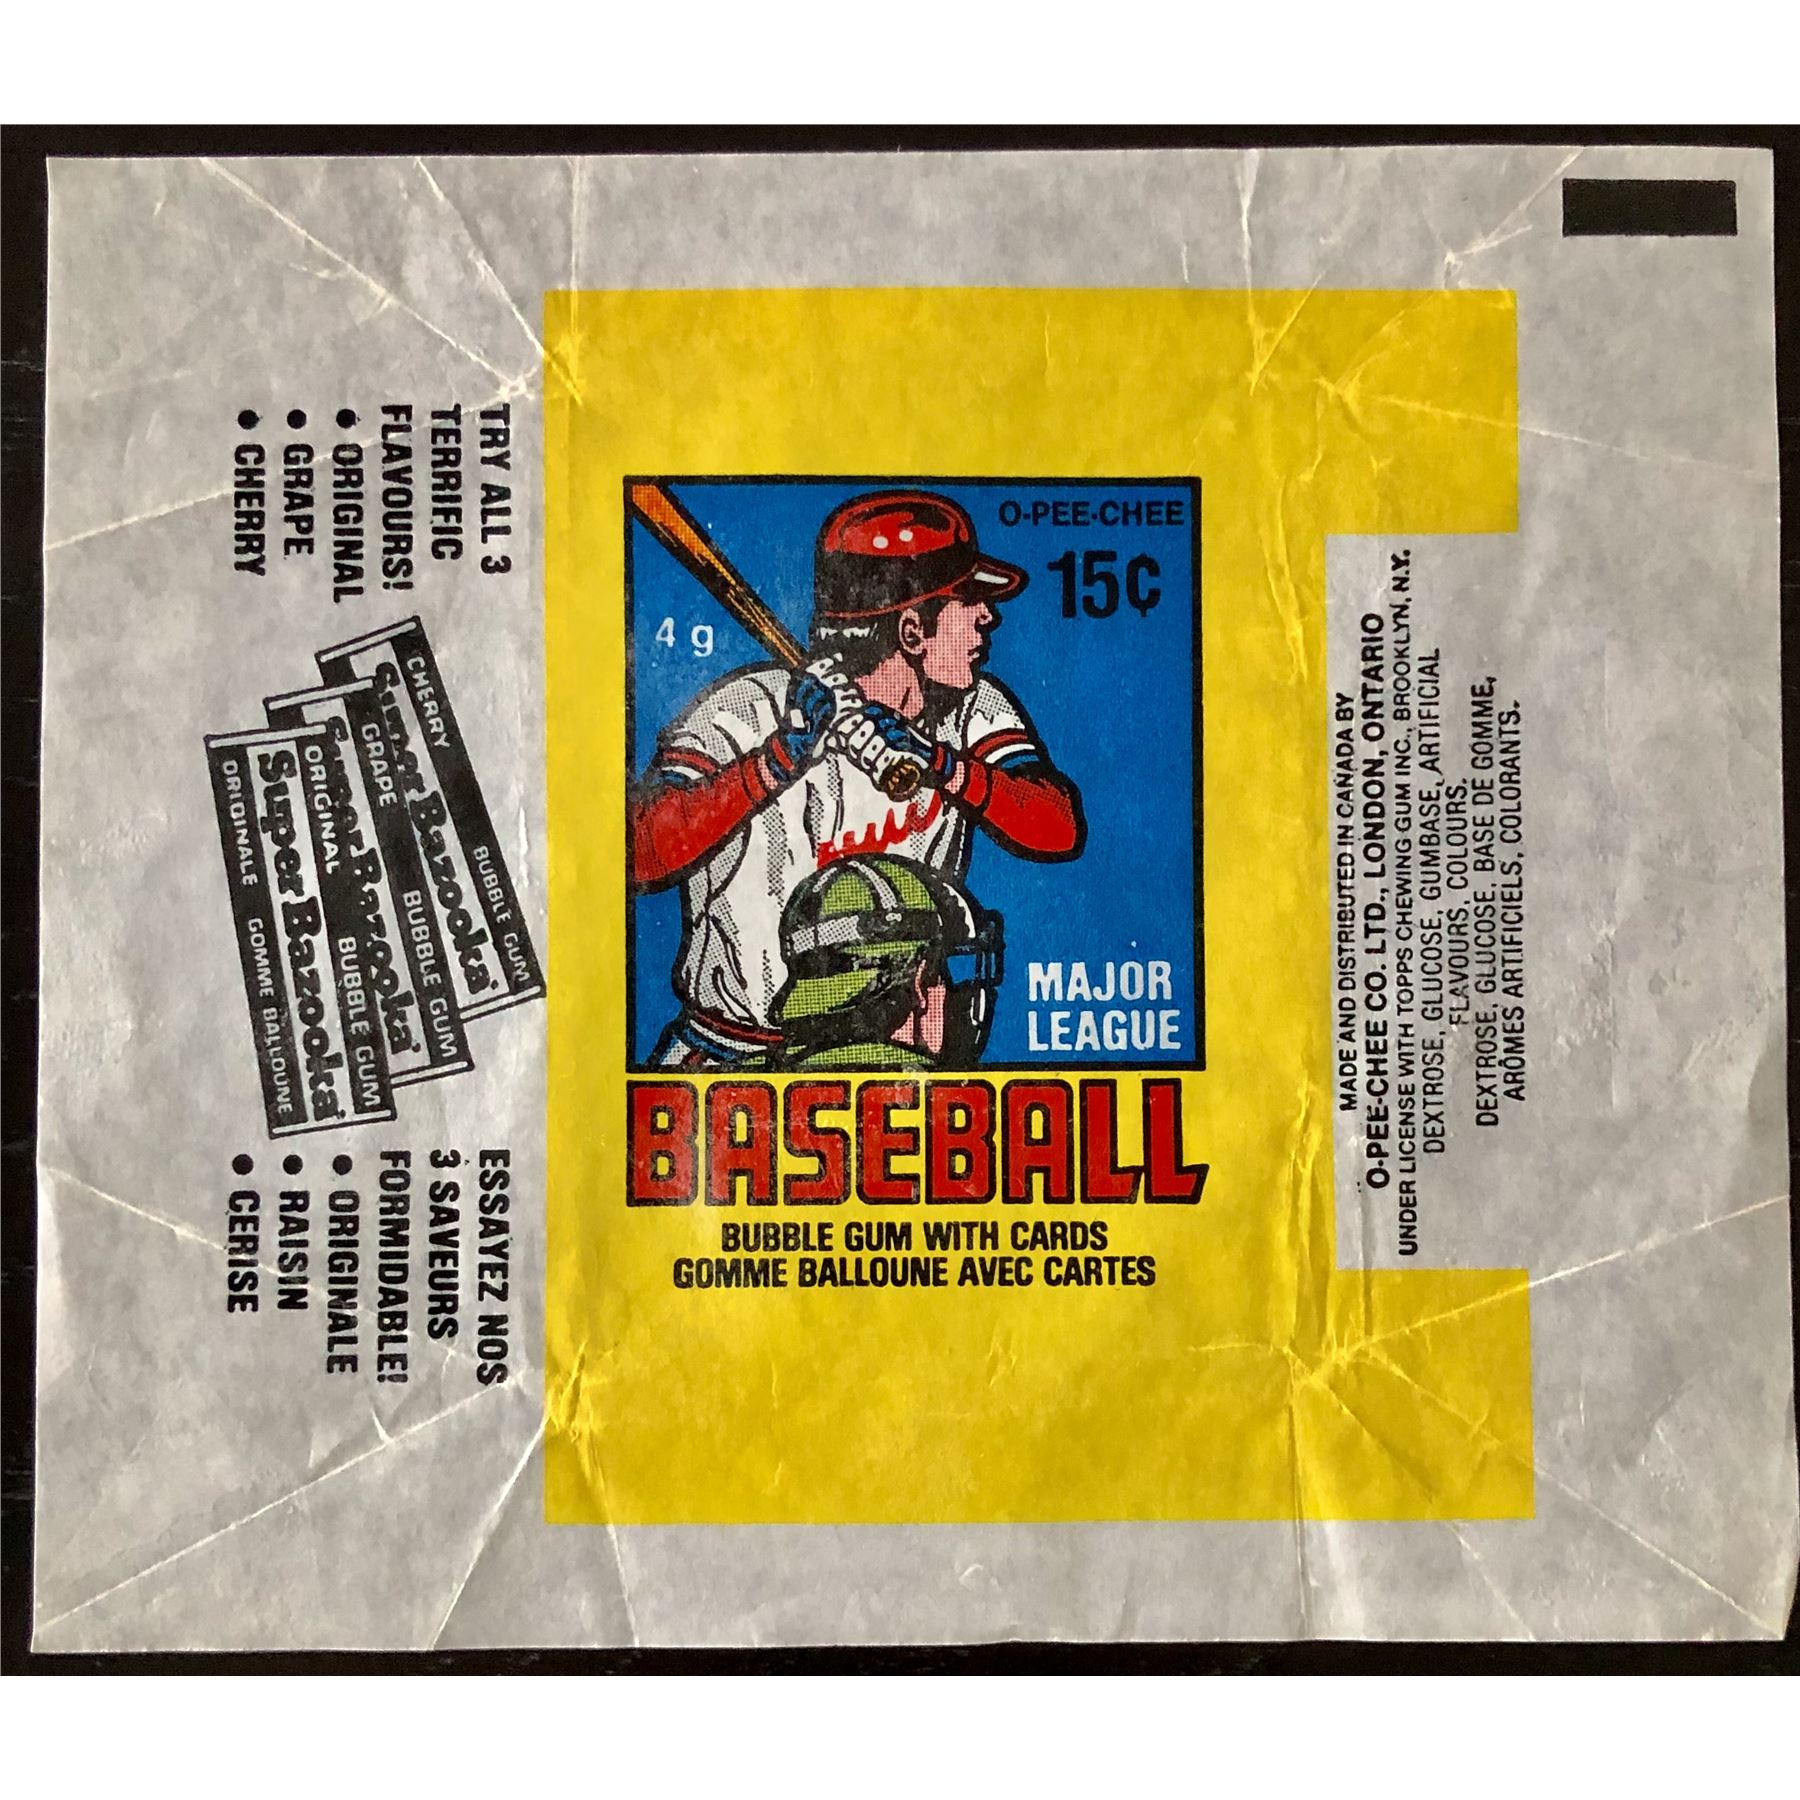 TRY ALL 3
TERRIFIC
FLAVOURS!
• ORIGINAL
• GRAPE
• CHERRY
CHERRY
BUBBLE GUM
Super Bazooka
GRAPE
BUBBLE GUM
Super Bazooka
ORIGINAL
BUBBLE GUM
Super Bazooka
ORIGINALE
GOMME BALLOUNE
ESSAYEZ NOS
3 SAVEURS
FORMIDABLE!
• ORIGINALE
• RAISIN
• CERISE
O-PEE-CHEE
15¢
4 g
MAJOR
LEAGUE
BASEBALL
BUBBLE GUM WITH CARDS
GOMME BALLOUNE AVEC CARTES
MADE AND DISTRIBUTED IN CANADA BY
O-PEE-CHEE CO. LTD., LONDON, ONTARIO
UNDER LICENSE WITH TOPPS CHEWING GUM INC., BROOKLYN, N.Y.
DEXTROSE, GLUCOSE, GUMBASE, ARTIFICIAL
FLAVOURS, COLOURS.
DEXTROSE, GLUCOSE, BASE DE GOMME,
ARÔMES ARTIFICIELS, COLORANTS.